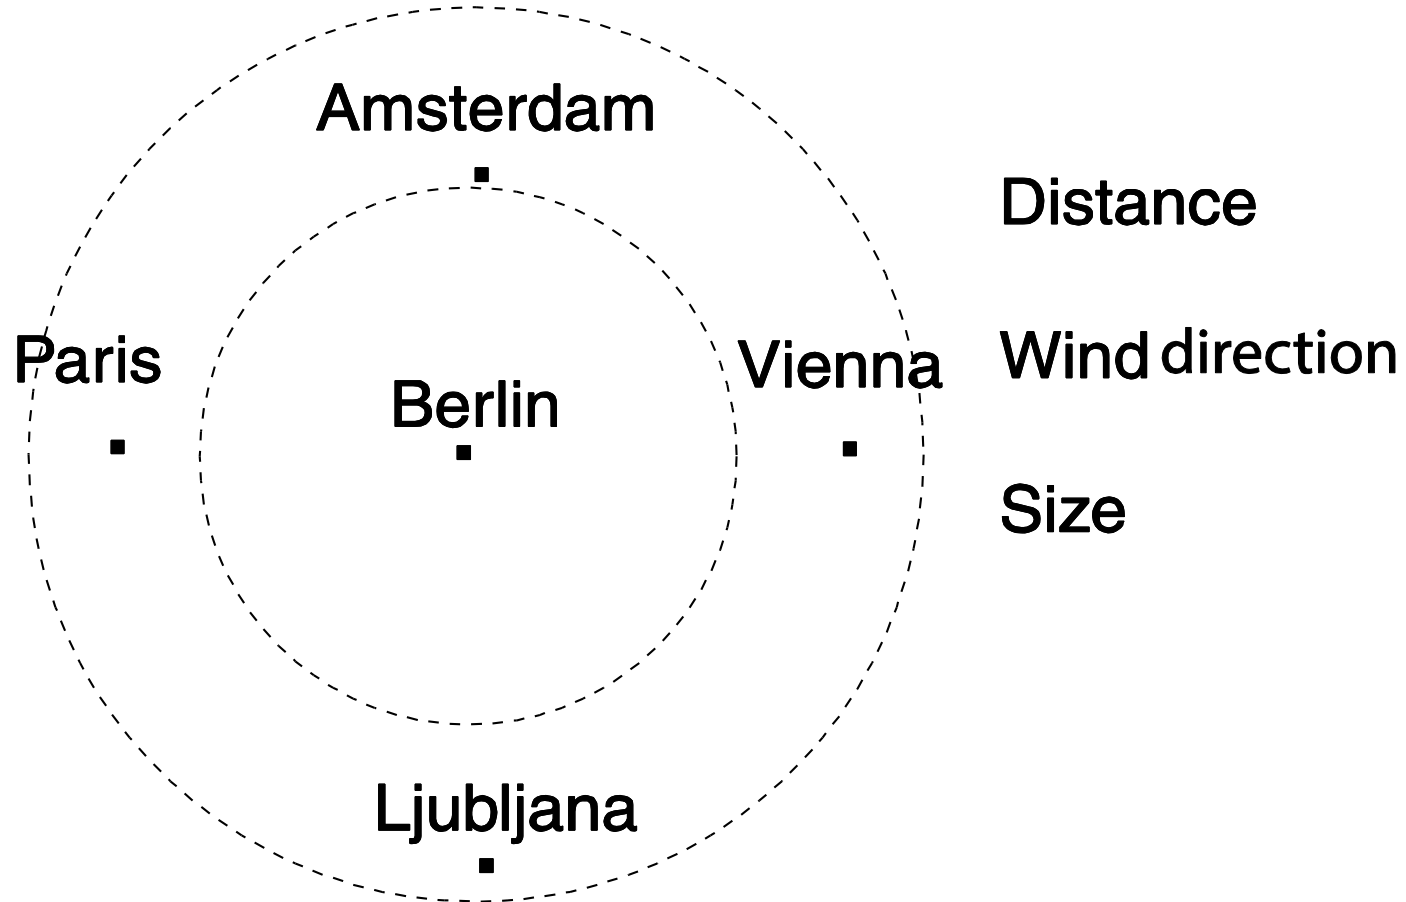 Amsterdam
Distance
Paris
Vienna
Wind direction
Berlin
Size
Ljubljana